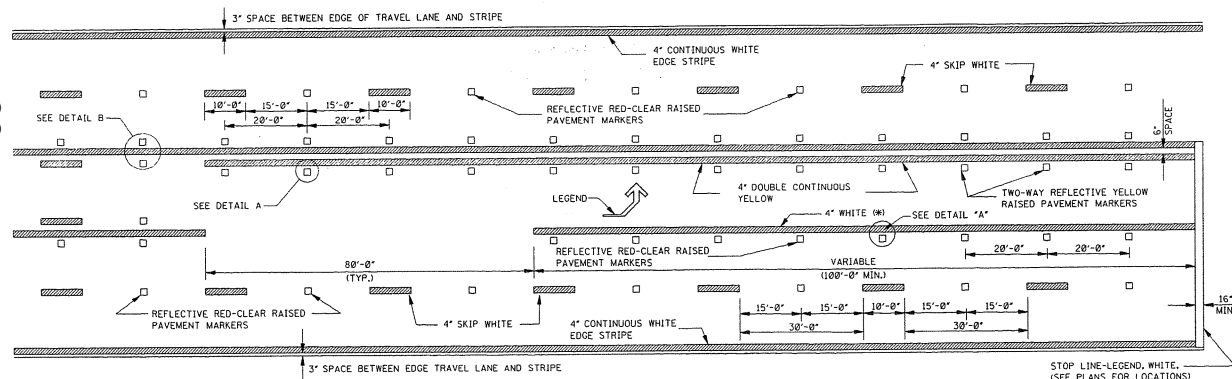 3" SPACE BETWEEN EDGE OF TRAVEL LANE AND STRIPE
4" CONTINUOUS WHITE
EDGE STRIPE
4" SKIP WHITE
10'-0"
15'-0"
15'-0"
10'-0"
20'-0"
20'-0"
REFLECTIVE RED-CLEAR RAISED
PAVEMENT MARKERS
SEE DETAIL B
6"
SPACE
SEE DETAIL A
LEGEND
4" DOUBLE CONTINUOUS
YELLOW
TWO-WAY REFLECTIVE YELLOW
RAISED PAVEMENT MARKERS
4" WHITE (*)
SEE DETAIL "A"
REFLECTIVE RED-CLEAR RAISED
PAVEMENT MARKERS
20'-0"
20'-0"
80'-0"
(TYP.)
VARIABLE
(100'-0" MIN.)
REFLECTIVE RED-CLEAR RAISED
PAVEMENT MARKERS
4" SKIP WHITE
4" CONTINUOUS WHITE
EDGE STRIPE
15'-0"
15'-0"
10'-0"
15'-0"
15'-0"
30'-0"
30'-0"
16"
MIN
3" SPACE BETWEEN EDGE TRAVEL LANE AND STRIPE
STOP LINE-LEGEND, WHITE,
(SEE PLANS FOR LOCATIONS)